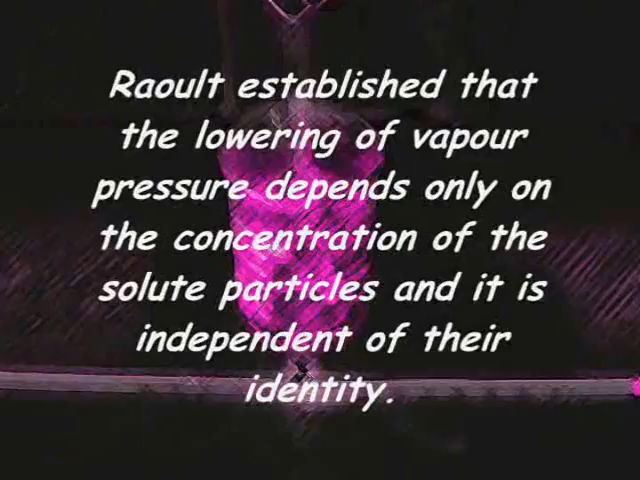 Raoult established that
the lowering of vapour
pressure depends only on
the concentration of the
solute particles and it is
independent of their
identity.